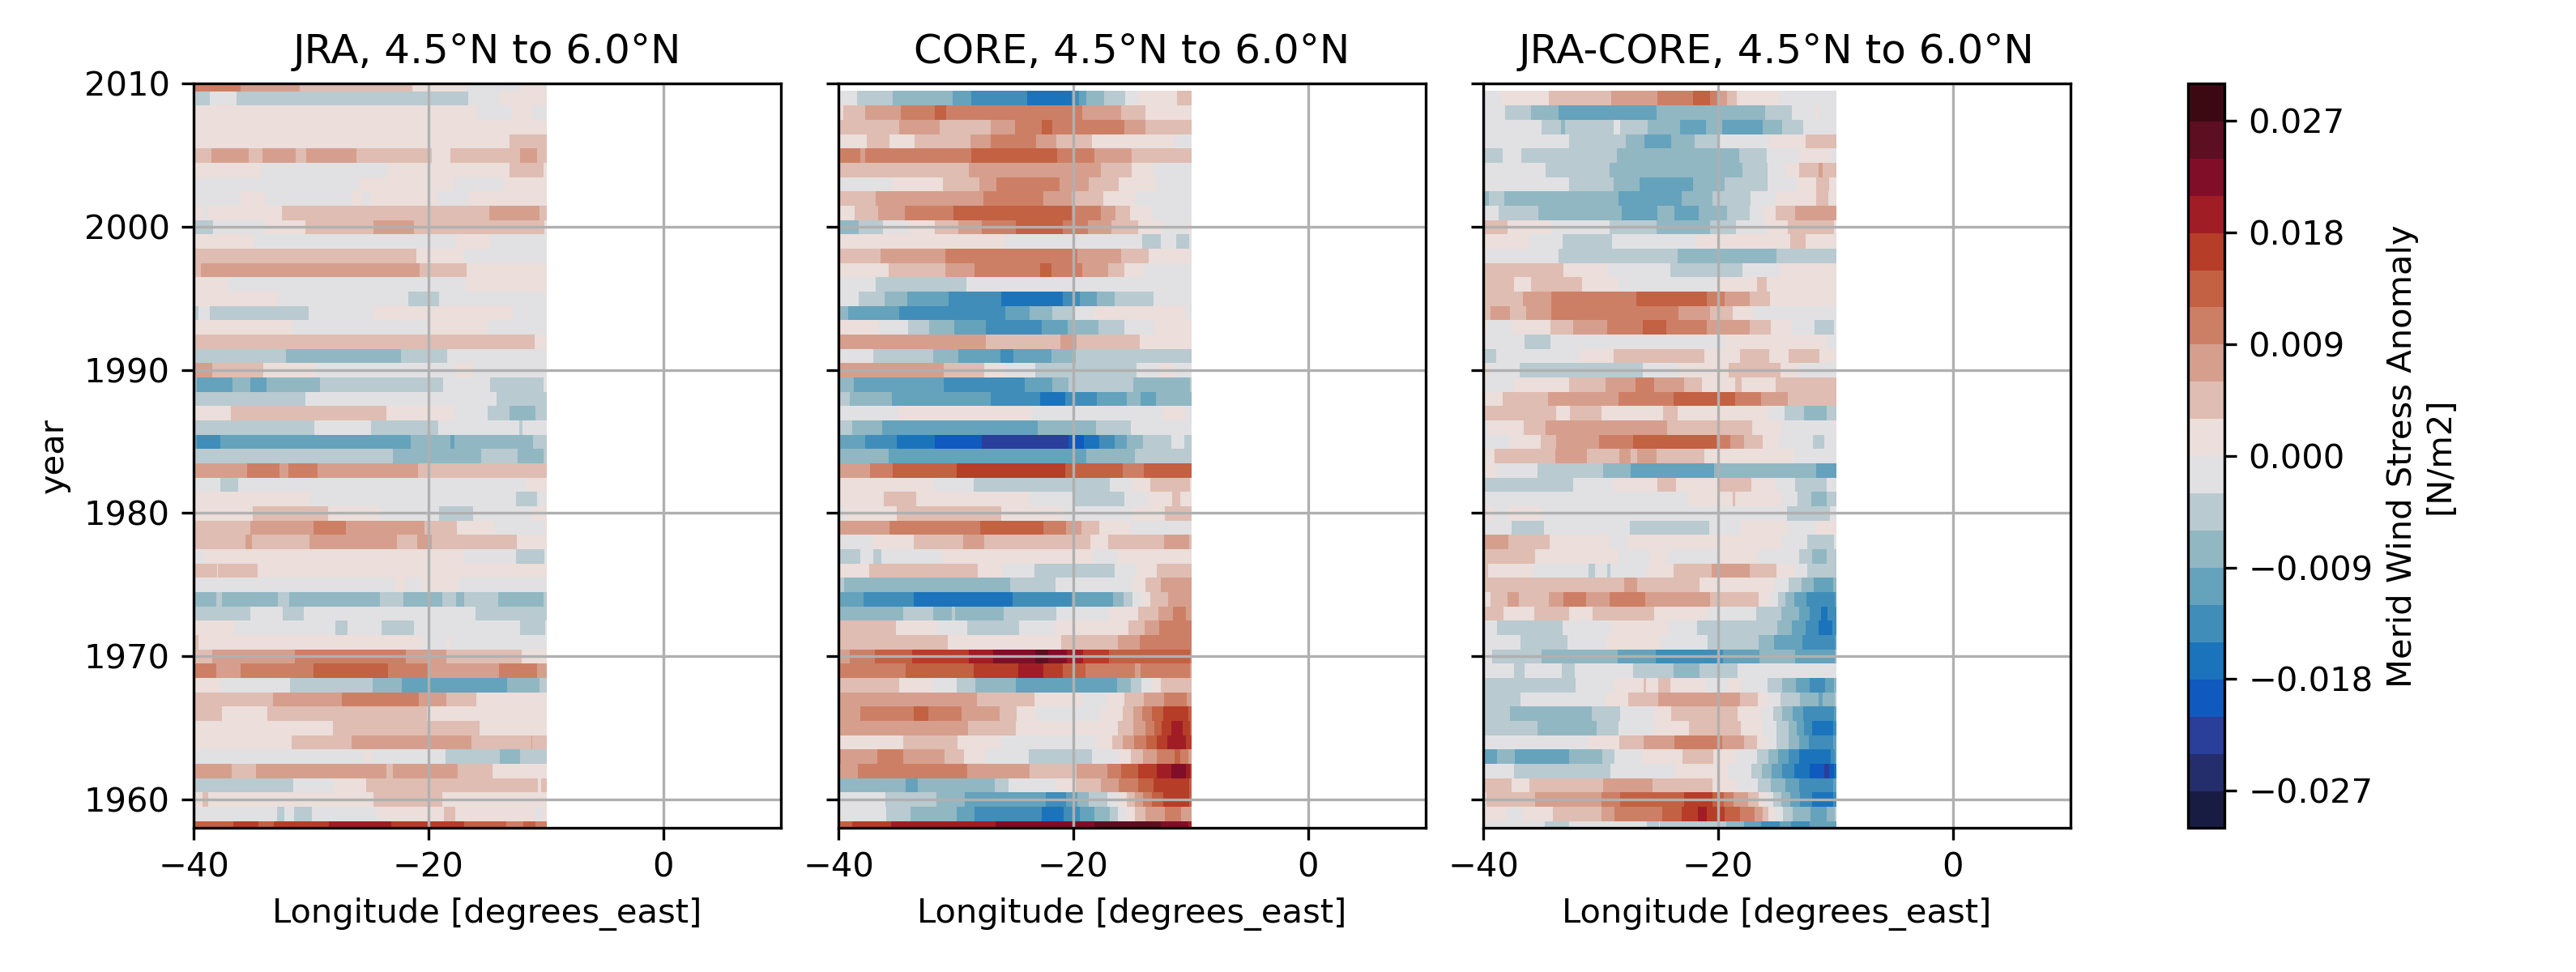 JRA, 4.5°N to 6.0°N
CORE, 4.5°N to 6.0°N
JRA-CORE, 4.5°N to 6.0°N
2010
2000
1990
1980
1970
1960
year
−40
−20
0
−40
−20
0
−40
−20
0
Longitude [degrees_east]
Longitude [degrees_east]
Longitude [degrees_east]
0.027
0.018
0.009
0.000
−0.009
−0.018
−0.027
Merid Wind Stress Anomaly
[N/m2]